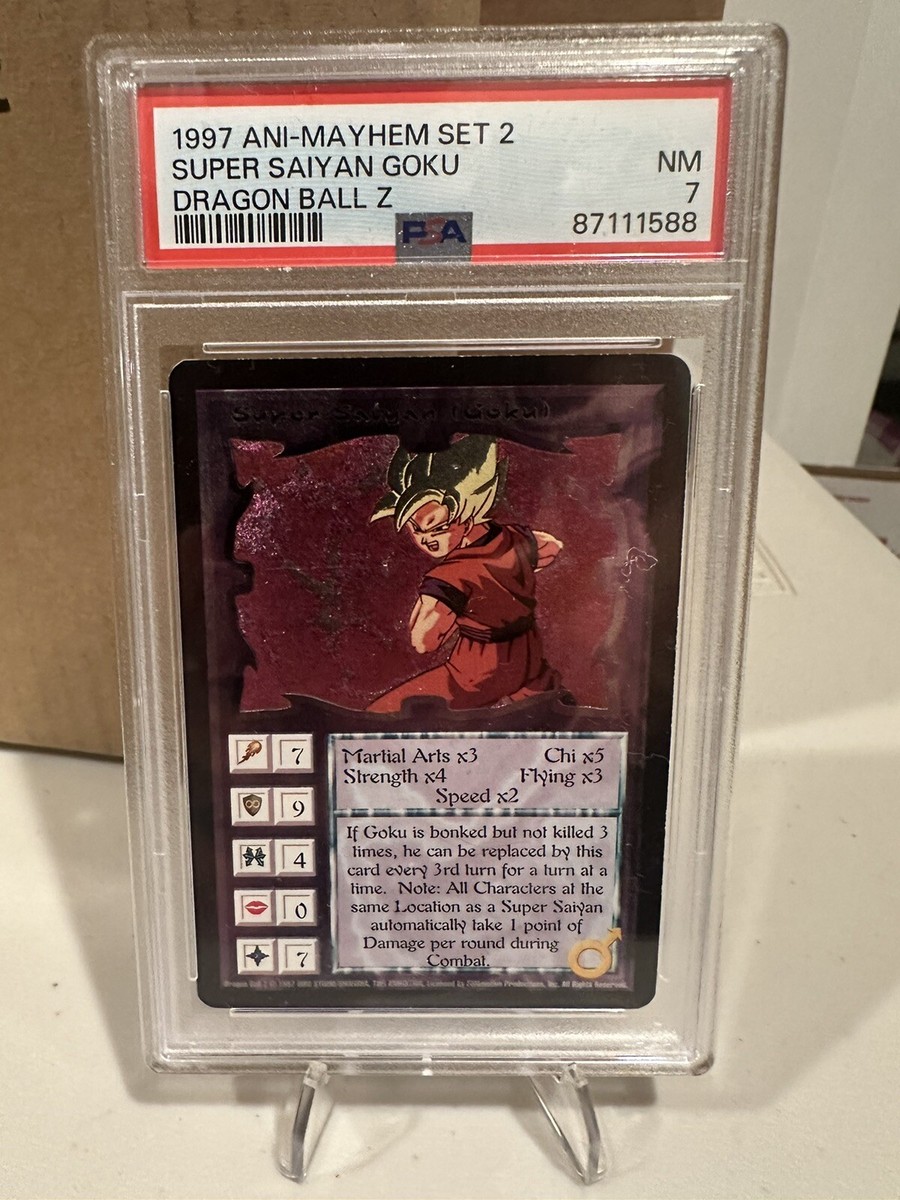 1997 ANI-MAYHEM SET 2
SUPER SAIYAN GOKU
DRAGON BALL Z
NM
7
87111588
PSA
Super Saiyan (Goku)
7
9
4
0
7
Martial Arts x3 Chi x5
Strength x4 Flying x3
Speed x2
If Goku is bonked but not killed 3
times, he can be replaced by this
card every 3rd turn for a turn at a
time. Note: All Characters at the
same Location as a Super Saiyan
automatically take 1 point of
Damage per round during
Combat.